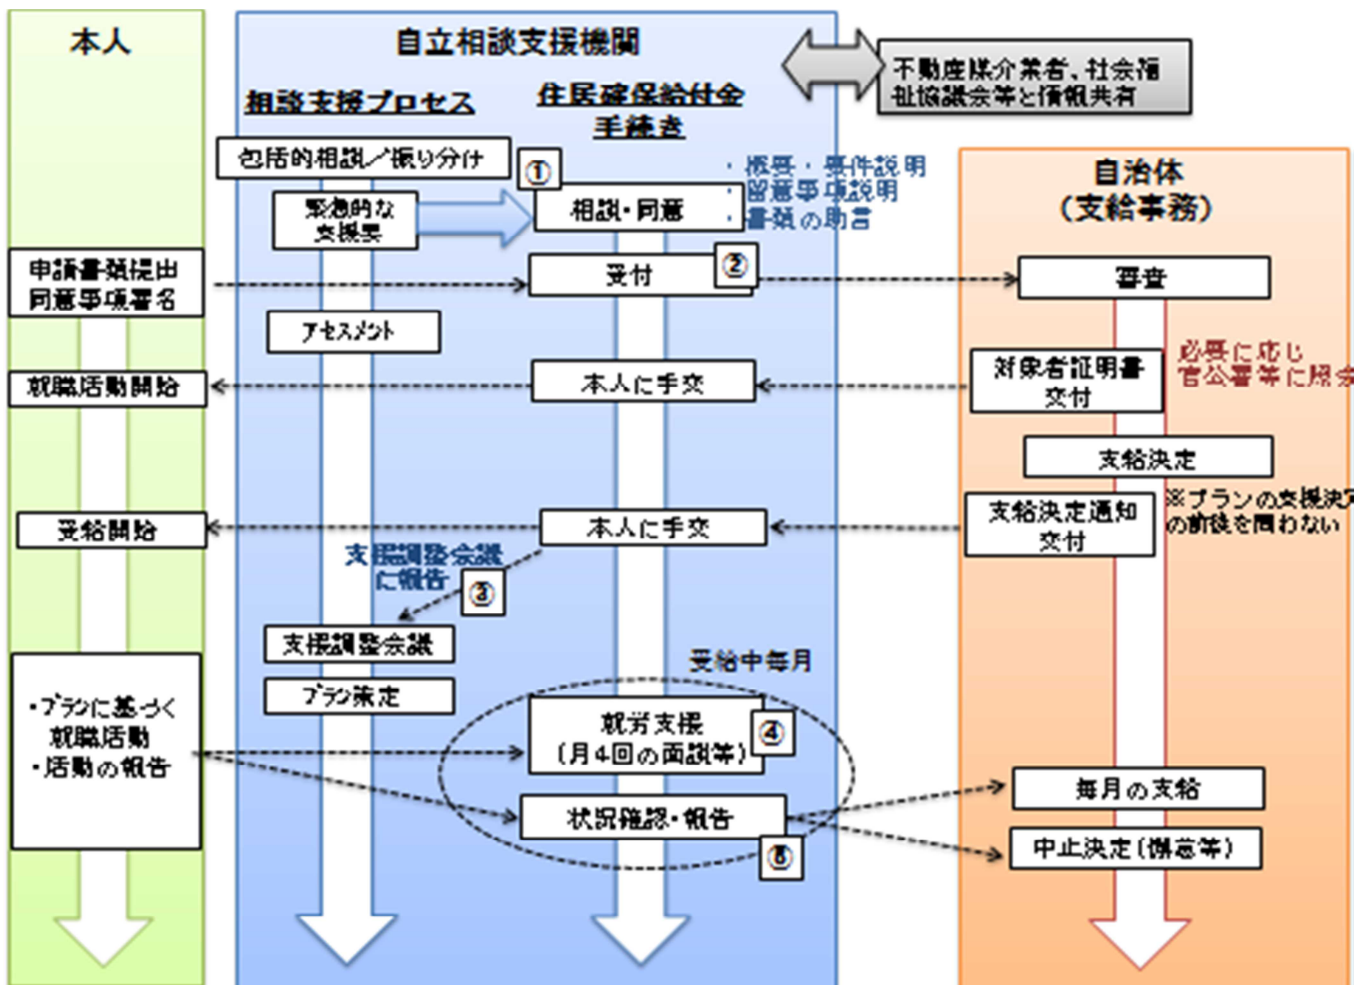 本人
自立相談支援機関
不動産媒介業者、社会福
祉協議会等と情報共有
相談支援プロセス
住居確保給付金
手続き
包括的相談／振り分け
①
・概要・要件説明
・留意事項説明
・書類の助言
自治体
（支給事務）
緊急的な
支援要
相談・同意
申請書類提出
同意事項署名
受付
②
審査
アセスメント
就職活動開始
本人に手交
対象者証明書
交付
必要に応じ
官公署等に照会
支給決定
受給開始
本人に手交
支給決定通知
交付
※プランの支援決定
の前後を問わない
支援調整会議
に報告
③
支援調整会議
プラン策定
受給中毎月
・プランに基づく
就職活動
・活動の報告
就労支援
（月4回の面談等）
④
状況確認・報告
⑤
毎月の支給
中止決定（懈怠等）